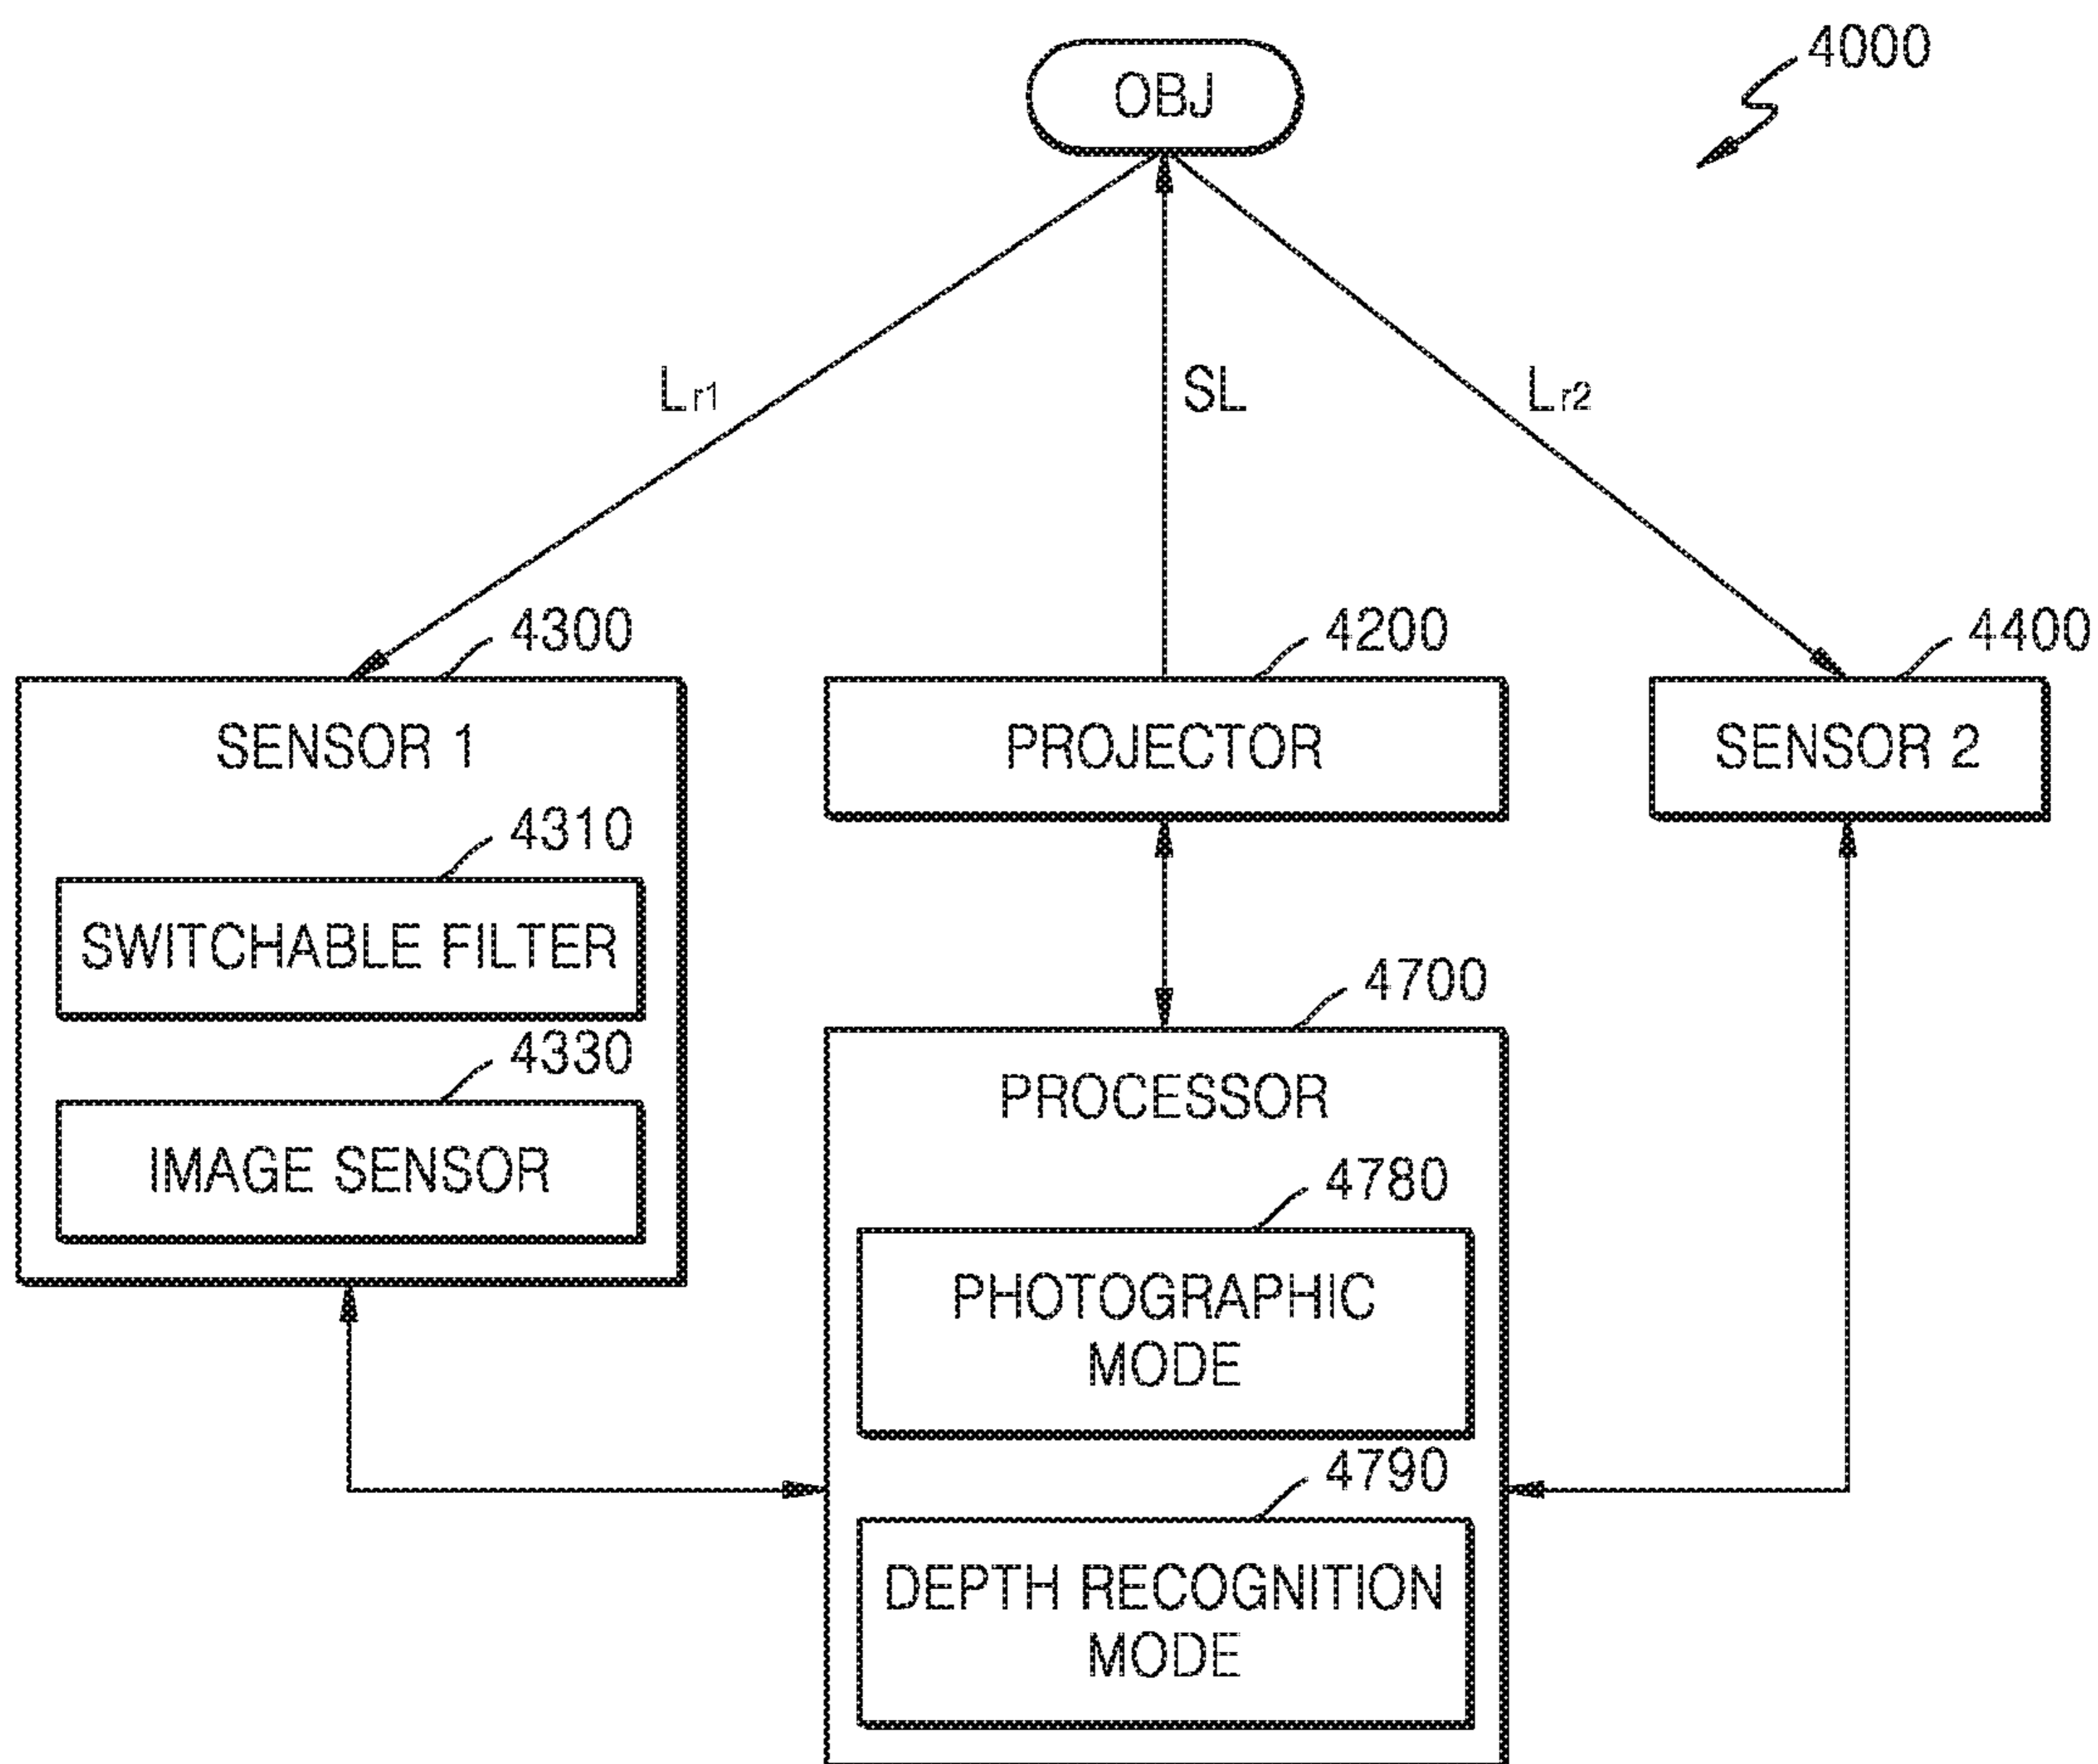 4000
OBJ
Lr1
SL
Lr2
4300
4200
4400
SENSOR 1
PROJECTOR
SENSOR 2
4310
SWITCHABLE FILTER
4700
4330
PROCESSOR
IMAGE SENSOR
4780
PHOTOGRAPHIC
MODE
4790
DEPTH RECOGNITION
MODE